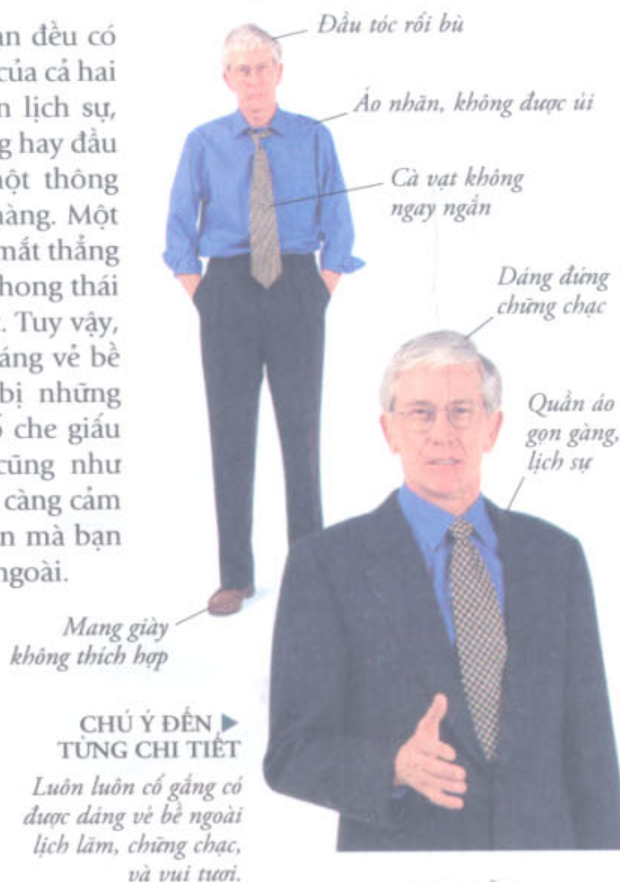 an đều có
của cả hai
n lịch sự,
g hay đầu
một thông
hàng. Một
mắt thẳng
hong thái
. Tuy vậy,
áng vẻ bề
bị những
ố che giấu
cũng như
càng cảm
n mà bạn
ngoài.
Đầu tóc rối bù
Áo nhăn, không được ủi
Cà vạt không
ngay ngắn
Dáng đứng
chững chạc
Quần áo
gọn gàng,
lịch sự
Mang giày
không thích hợp
CHÚ Ý ĐẾN ▶
TỪNG CHI TIẾT
Luôn luôn cố gắng có
được dáng vẻ bề ngoài
lịch lãm, chững chạc,
và vui tươi.